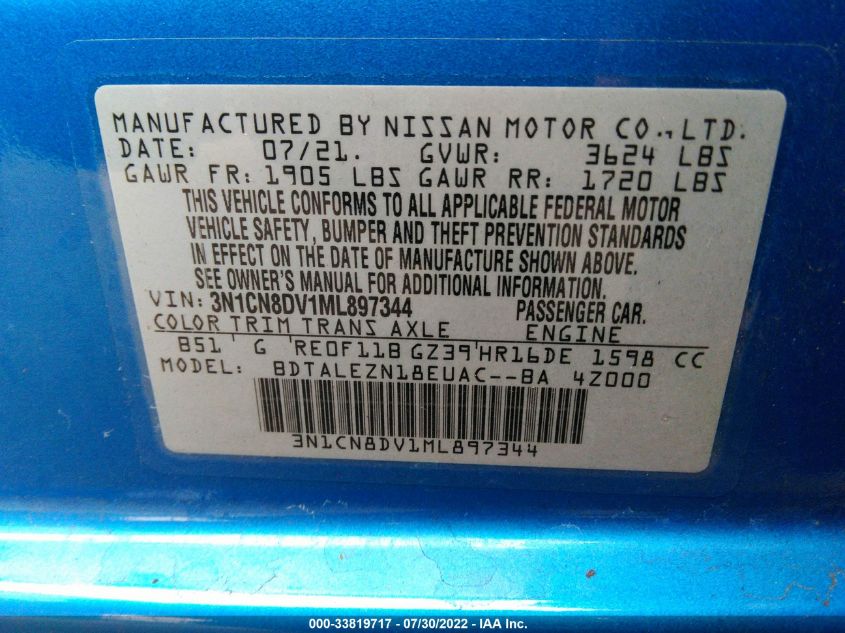 MANUFACTURED BY NISSAN MOTOR CO., LTD.
DATE: 07/21. GVWR: 3624 LBS
GAWR FR: 1905 LBS GAWR RR: 1720 LBS
THIS VEHICLE CONFORMS TO ALL APPLICABLE FEDERAL MOTOR
VEHICLE SAFETY, BUMPER AND THEFT PREVENTION STANDARDS
IN EFFECT ON THE DATE OF MANUFACTURE SHOWN ABOVE.
SEE OWNER'S MANUAL FOR ADDITIONAL INFORMATION.
VIN: 3N1CN8DV1ML897344 PASSENGER CAR.
COLOR TRIM TRANS AXLE ENGINE
B51 ' G 'RE0F11B GZ39'HR16DE 1598 CC
MODEL: BDTALEZN18EUAC--BA 4Z000
3N1CN8DV1ML897344
000-33819717 - 07/30/2022 - IAA Inc.